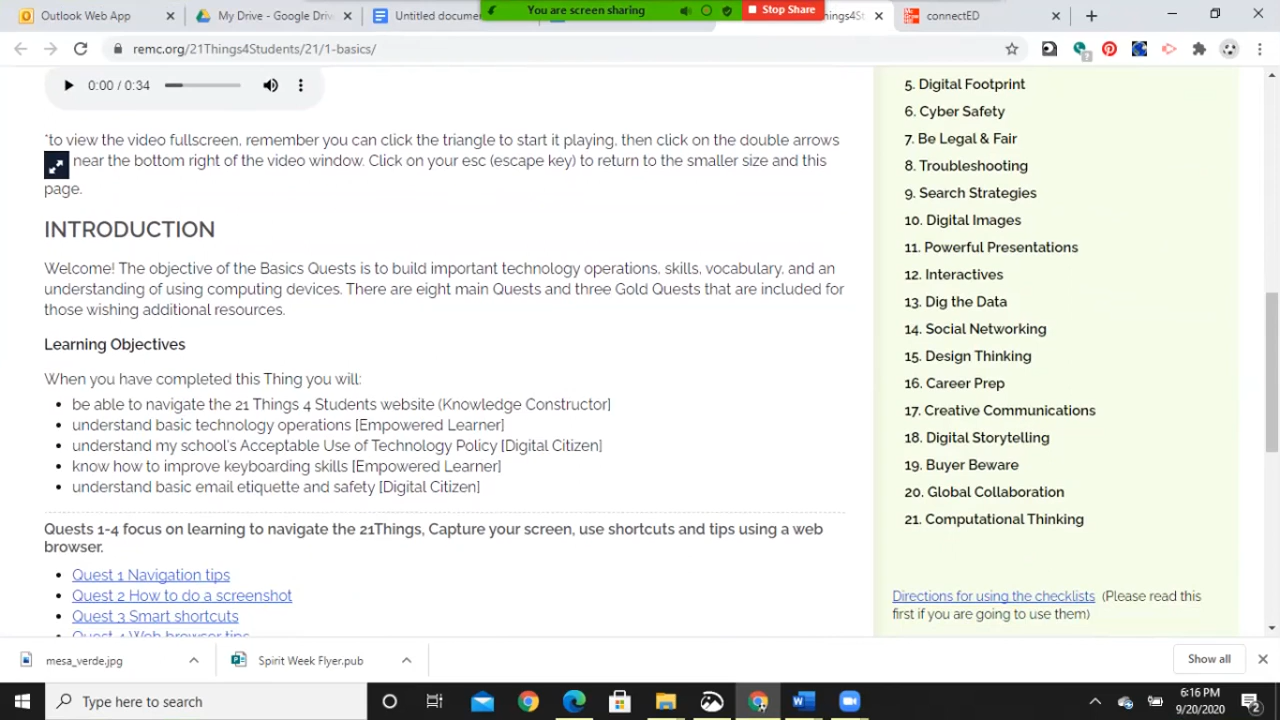 Outlook Web App
My Drive - Google Driv
Untitled docume
You are screen sharing
Stop Share
hings4St
connectED
remc.org/21Things4Students/21/1-basics/
0:00 / 0:34
*to view the video fullscreen, remember you can click the triangle to start it playing, then click on the double arrows
near the bottom right of the video window. Click on your esc (escape key) to return to the smaller size and this
page.
INTRODUCTION
Welcome! The objective of the Basics Quests is to build important technology operations, skills, vocabulary, and an
understanding of using computing devices. There are eight main Quests and three Gold Quests that are included for
those wishing additional resources.
Learning Objectives
When you have completed this Thing you will:
be able to navigate the 21 Things 4 Students website (Knowledge Constructor]
understand basic technology operations [Empowered Learner]
understand my school's Acceptable Use of Technology Policy [Digital Citizen]
know how to improve keyboarding skills [Empowered Learner]
understand basic email etiquette and safety [Digital Citizen]
Quests 1-4 focus on learning to navigate the 21Things, Capture your screen, use shortcuts and tips using a web
browser.
Quest 1 Navigation tips
Quest 2 How to do a screenshot
Quest 3 Smart shortcuts
Quest 4 Web browser tips
5. Digital Footprint
6. Cyber Safety
7. Be Legal & Fair
8. Troubleshooting
9. Search Strategies
10. Digital Images
11. Powerful Presentations
12. Interactives
13. Dig the Data
14. Social Networking
15. Design Thinking
16. Career Prep
17. Creative Communications
18. Digital Storytelling
19. Buyer Beware
20. Global Collaboration
21. Computational Thinking
Directions for using the checklists (Please read this
first if you are going to use them)
mesa_verde.jpg
Spirit Week Flyer.pub
Show all
Type here to search
6:16 PM
9/20/2020
2